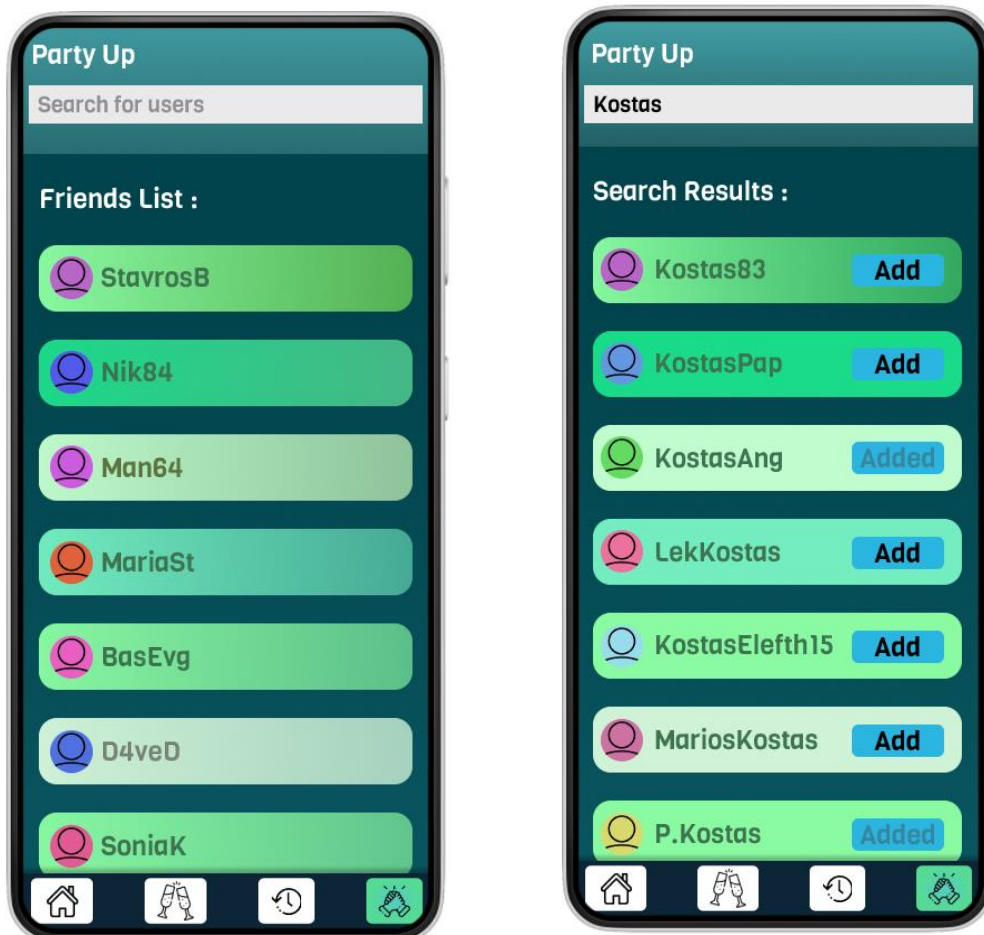 Party Up
Search for users
Friends List :
StavrosB
Nik84
Man64
MariaSt
BasEvg
D4veD
SoniaK
Party Up
Kostas
Search Results :
Kostas83 Add
KostasPap Add
KostasAng Added
LekKostas Add
KostasElefth15 Add
MariosKostas Add
P.Kostas Added